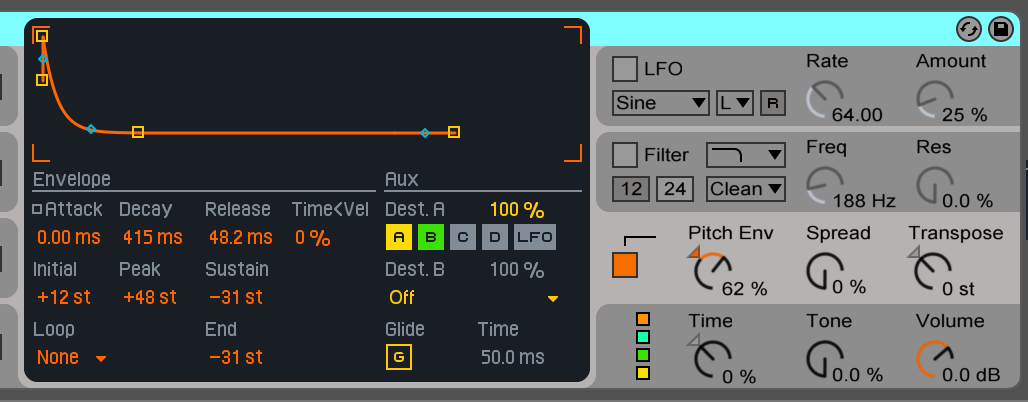 LFO
Rate
Amount
Sine L R 64.00 25 %
Filter
Freq
Res
12 24 Clean 188 Hz 0.0 %
Pitch Env
Spread
Transpose
62 % 0 % 0 st
Time
Tone
Volume
0 % 0.0 % 0.0 dB
Envelope
Attack Decay Release Time<Vel
0.00 ms 415 ms 48.2 ms 0 %
Initial Peak Sustain
+12 st +48 st -31 st
Loop End
None -31 st
Aux
Dest. A 100 %
A B C D LFO
Dest. B 100 %
Off
Glide Time
G 50.0 ms